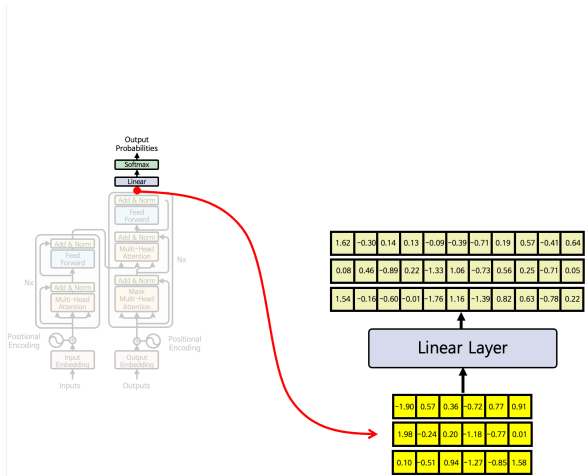 Output
Probabilities
Softmax
Linear
Add & Norm
Feed
Forward
Add & Norm
Multi-Head
Attention
Nx
Add & Norm
Mask
Multi-Head
Attention
Add & Norm
Feed
Forward
Nx
Add & Norm
Multi-Head
Attention
Positional
Encoding
Positional
Encoding
Input
Embedding
Output
Embedding
Inputs
Outputs
1.62 -0.30 0.14 0.13 -0.09 -0.39 -0.71 0.19 0.57 -0.41 0.64
0.08 0.46 -0.89 0.22 -1.33 1.06 -0.73 0.56 0.25 -0.71 0.05
1.54 -0.16 -0.60 -0.01 -1.76 1.16 -1.39 0.82 0.63 -0.78 0.22
Linear Layer
-1.90 0.57 0.36 -0.72 0.77 0.91
1.98 -0.24 0.20 -1.18 -0.77 0.01
0.10 -0.51 0.94 -1.27 -0.85 1.58